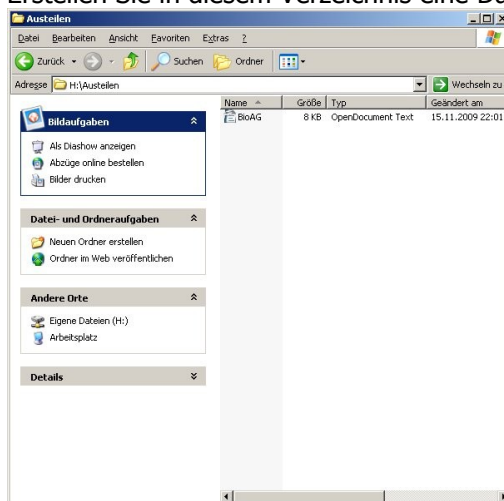 Erstellen Sie in diesem Verzeichnis eine Da
Austeilen
Datei Bearbeiten Ansicht Favoriten Extras ?
Zurück Suchen Ordner
Adresse H:\Austeilen Wechseln zu
Name Größe Typ Geändert am
BioAG 8 KB OpenDocument Text 15.11.2009 22:01
Bildaufgaben
Als Diashow anzeigen
Abzüge online bestellen
Bilder drucken
Datei- und Ordneraufgaben
Neuen Ordner erstellen
Ordner im Web veröffentlichen
Andere Orte
Eigene Dateien (H:)
Arbeitsplatz
Details